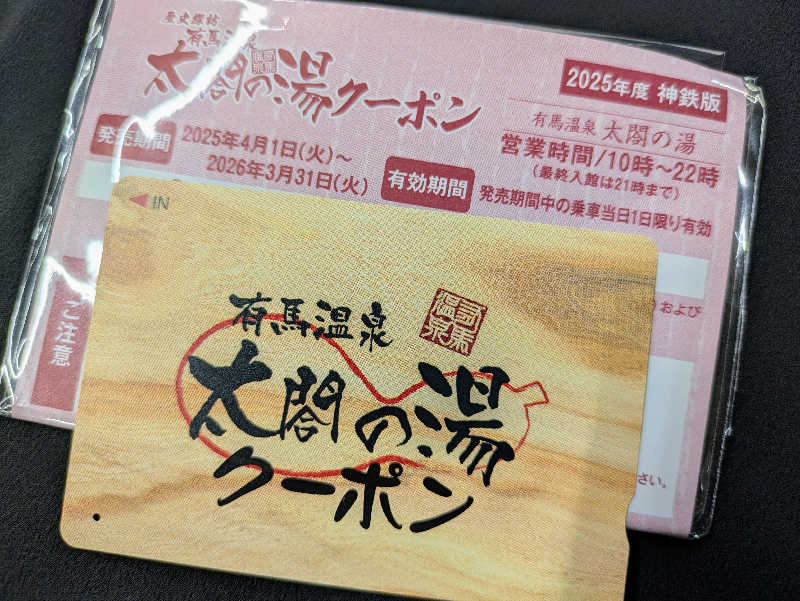 歴史探訪
有馬温泉
有馬温泉
太閤の湯クーポン
2025年度 神鉄版
有馬温泉 太閤の湯
営業時間/10時~22時
(最終入館は21時まで)
発売期間
2025年4月1日(火)~
2026年3月31日(火)
有効期間
発売期間中の乗車当日1日限り有効
および
ご注意
さい。
◀IN
有馬温泉
有馬温泉
太閤の湯
クーポン